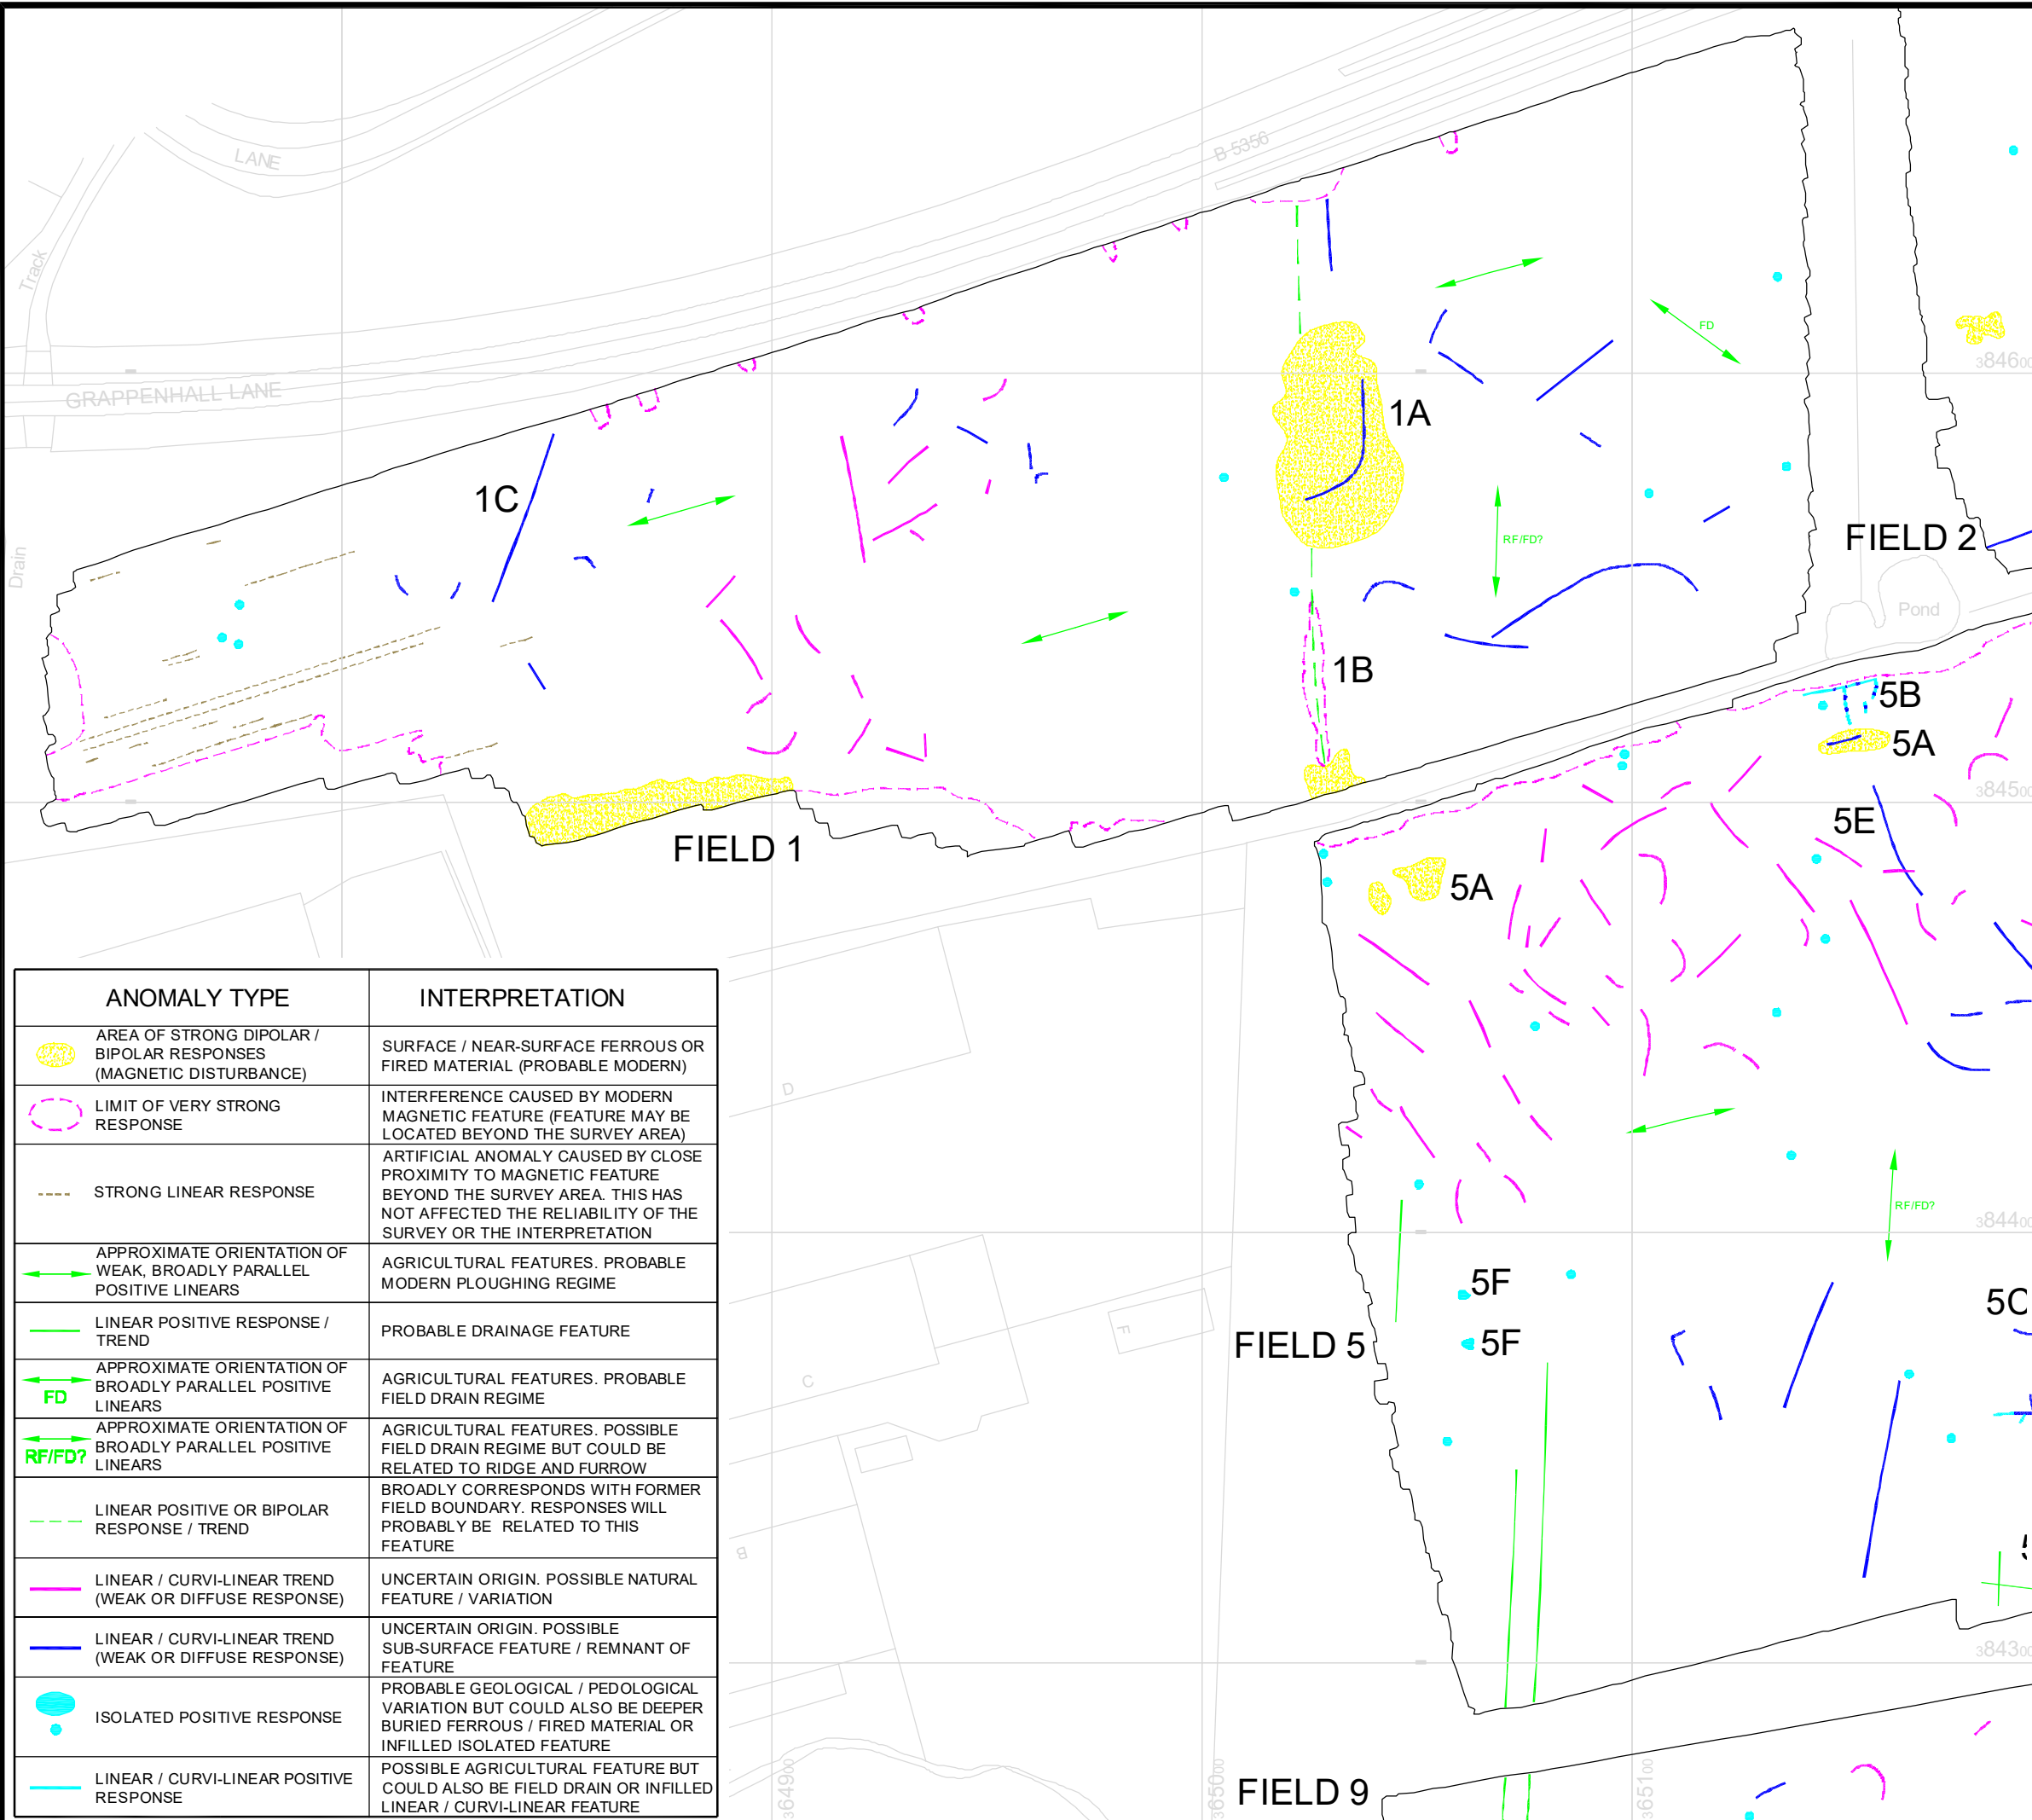 LANE
B 5356
Track
GRAPPENHALL LANE
FD
384600
1A
1C
RF/FD?
FIELD 2
Drain
Pond
1B
5B
5A
384500
5E
FIELD 1
5A
ANOMALY TYPE
INTERPRETATION
AREA OF STRONG DIPOLAR /
BIPOLAR RESPONSES
(MAGNETIC DISTURBANCE)
SURFACE / NEAR-SURFACE FERROUS OR
FIRED MATERIAL (PROBABLE MODERN)
LIMIT OF VERY STRONG
RESPONSE
INTERFERENCE CAUSED BY MODERN
MAGNETIC FEATURE (FEATURE MAY BE
LOCATED BEYOND THE SURVEY AREA)
STRONG LINEAR RESPONSE
ARTIFICIAL ANOMALY CAUSED BY CLOSE
PROXIMITY TO MAGNETIC FEATURE
BEYOND THE SURVEY AREA. THIS HAS
NOT AFFECTED THE RELIABILITY OF THE
SURVEY OR THE INTERPRETATION
APPROXIMATE ORIENTATION OF
WEAK, BROADLY PARALLEL
POSITIVE LINEARS
AGRICULTURAL FEATURES. PROBABLE
MODERN PLOUGHING REGIME
LINEAR POSITIVE RESPONSE /
TREND
PROBABLE DRAINAGE FEATURE
FD
APPROXIMATE ORIENTATION OF
BROADLY PARALLEL POSITIVE
LINEARS
AGRICULTURAL FEATURES. PROBABLE
FIELD DRAIN REGIME
RF/FD?
APPROXIMATE ORIENTATION OF
BROADLY PARALLEL POSITIVE
LINEARS
AGRICULTURAL FEATURES. POSSIBLE
FIELD DRAIN REGIME BUT COULD BE
RELATED TO RIDGE AND FURROW
LINEAR POSITIVE OR BIPOLAR
RESPONSE / TREND
BROADLY CORRESPONDS WITH FORMER
FIELD BOUNDARY. RESPONSES WILL
PROBABLY BE RELATED TO THIS
FEATURE
LINEAR / CURVI-LINEAR TREND
(WEAK OR DIFFUSE RESPONSE)
UNCERTAIN ORIGIN. POSSIBLE NATURAL
FEATURE / VARIATION
LINEAR / CURVI-LINEAR TREND
(WEAK OR DIFFUSE RESPONSE)
UNCERTAIN ORIGIN. POSSIBLE
SUB-SURFACE FEATURE / REMNANT OF
FEATURE
ISOLATED POSITIVE RESPONSE
PROBABLE GEOLOGICAL / PEDOLOGICAL
VARIATION BUT COULD ALSO BE DEEPER
BURIED FERROUS / FIRED MATERIAL OR
INFILLED ISOLATED FEATURE
LINEAR / CURVI-LINEAR POSITIVE
RESPONSE
POSSIBLE AGRICULTURAL FEATURE BUT
COULD ALSO BE FIELD DRAIN OR INFILLED
LINEAR / CURVI-LINEAR FEATURE
D
RF/FD?
384400
5F
5C
F
FIELD 5
5F
C
B
384300
364900
365000
365100
FIELD 9